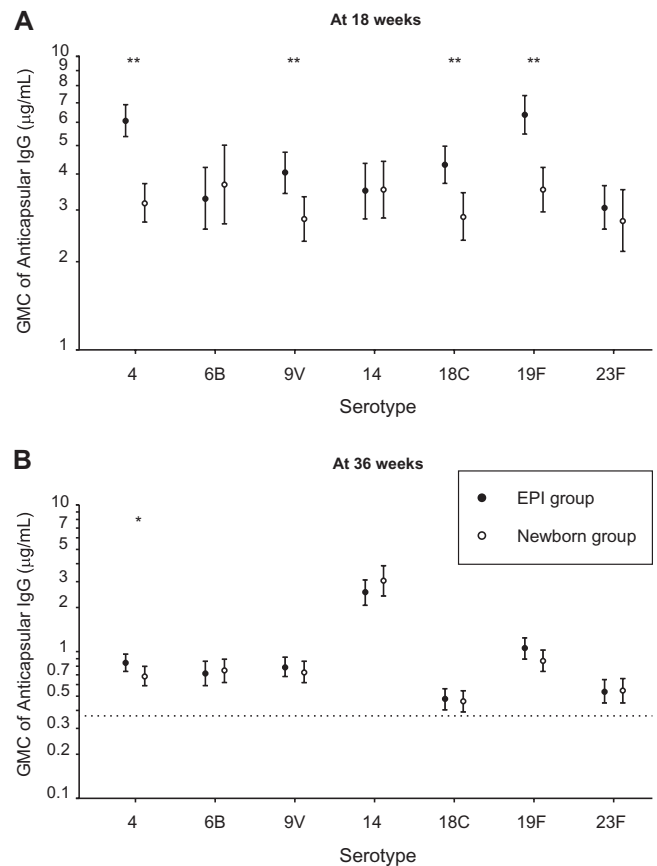 A
At 18 weeks
GMC of Anticapsular IgG (μg/mL)
10
9
8
7
6
5
4
3
2
1
** ** ** **
4 6B 9V 14 18C 19F 23F
Serotype
B
At 36 weeks
EPI group
Newborn group
GMC of Anticapsular IgG (μg/mL)
10
7
5
3
2
1
0.7
0.5
0.3
0.2
0.1
*
4 6B 9V 14 18C 19F 23F
Serotype